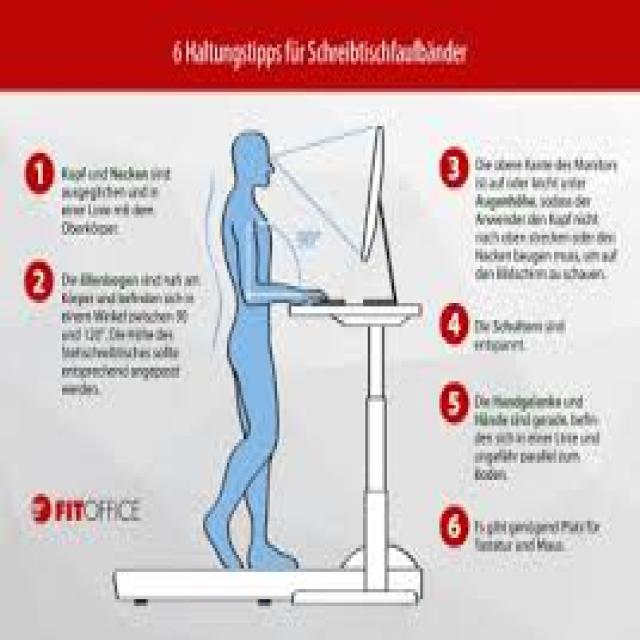 6 Haltungstipps für Schreibtischlaufbänder
1
Kopf und Nacken sind
ausgeglichen und in
einer Linie mit dem
Oberkörper.
2
Die Ellenbogen sind nah am
Körper und befinden sich in
einem Winkel zwischen 90
und 120°. Die Höhe des
Stehschreibtisches sollte
entsprechend angepasst
werden.
90°
3
Die obere Kante des Monitors
ist auf oder leicht unter
Augenhöhe, sodass der
Anwender den Kopf nicht
nach oben strecken oder den
Nacken beugen muss, um auf
den Bildschirm zu schauen.
4
Die Schultern sind
entspannt.
5
Die Handgelenke und
Hände sind gerade, befin-
den sich in einer Linie und
ungefähr parallel zum
Boden.
6
Es gibt genügend Platz für
Tastatur und Maus.
FITOFFICE